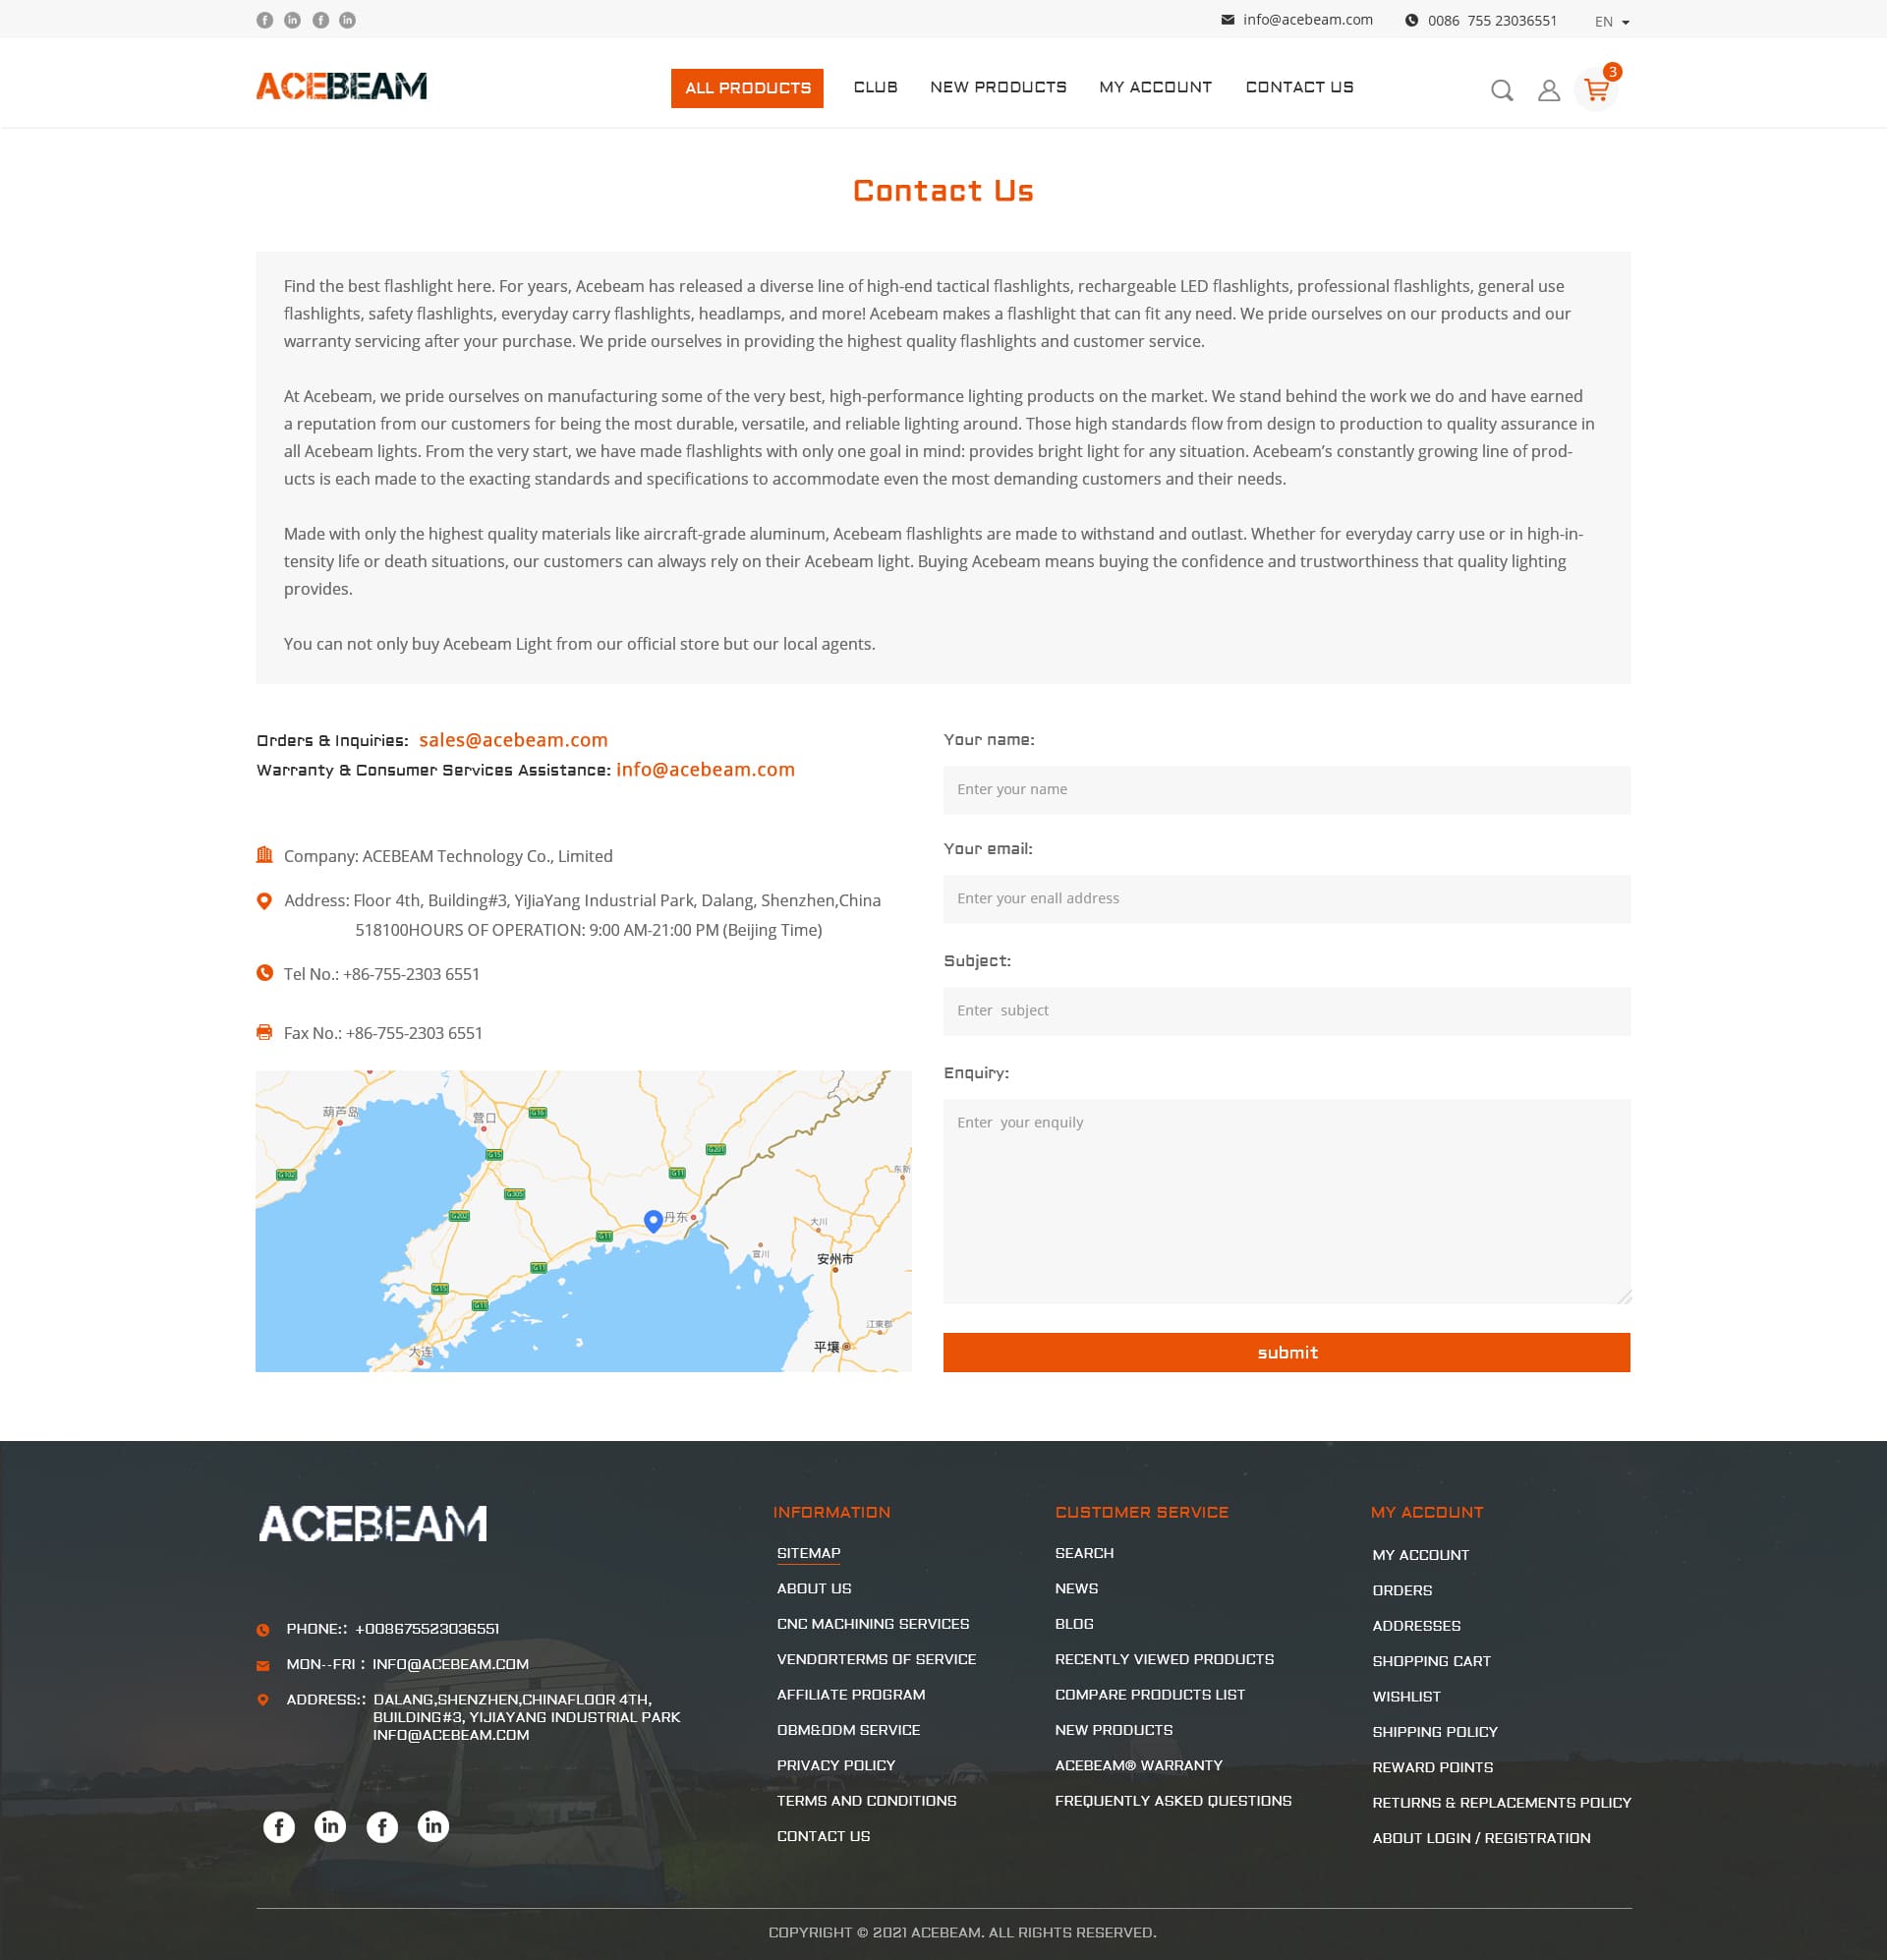 info@acebeam.com
0086 755 23036551
EN
ACEBEAM
ALL PRODUCTS
CLUB
NEW PRODUCTS
MY ACCOUNT
CONTACT US
3
Contact Us
Find the best flashlight here. For years, Acebeam has released a diverse line of high-end tactical flashlights, rechargeable LED flashlights, professional flashlights, general use
flashlights, safety flashlights, everyday carry flashlights, headlamps, and more! Acebeam makes a flashlight that can fit any need. We pride ourselves on our products and our
warranty servicing after your purchase. We pride ourselves in providing the highest quality flashlights and customer service.
At Acebeam, we pride ourselves on manufacturing some of the very best, high-performance lighting products on the market. We stand behind the work we do and have earned
a reputation from our customers for being the most durable, versatile, and reliable lighting around. Those high standards flow from design to production to quality assurance in
all Acebeam lights. From the very start, we have made flashlights with only one goal in mind: provides bright light for any situation. Acebeam’s constantly growing line of prod-
ucts is each made to the exacting standards and specifications to accommodate even the most demanding customers and their needs.
Made with only the highest quality materials like aircraft-grade aluminum, Acebeam flashlights are made to withstand and outlast. Whether for everyday carry use or in high-in-
tensity life or death situations, our customers can always rely on their Acebeam light. Buying Acebeam means buying the confidence and trustworthiness that quality lighting
provides.
You can not only buy Acebeam Light from our official store but our local agents.
Orders & Inquiries: sales@acebeam.com
Warranty & Consumer Services Assistance: info@acebeam.com
Company: ACEBEAM Technology Co., Limited
Address: Floor 4th, Building#3, YiJiaYang Industrial Park, Dalang, Shenzhen,China
518100HOURS OF OPERATION: 9:00 AM-21:00 PM (Beijing Time)
Tel No.: +86-755-2303 6551
Fax No.: +86-755-2303 6551
葫芦岛
营口
G16
G15
G201
G11
G102
东新
G305
G202
丹东
大川
G11
宣川
安州市
G11
G15
G11
江東郡
平壤
大连
Your name:
Enter your name
Your email:
Enter your enall address
Subject:
Enter subject
Enquiry:
Enter your enquily
submit
ACEBEAM
PHONE:: +008675523036551
MON--FRI : INFO@ACEBEAM.COM
ADDRESS:: DALANG,SHENZHEN,CHINAFLOOR 4TH,
BUILDING#3, YIJIAYANG INDUSTRIAL PARK
INFO@ACEBEAM.COM
INFORMATION
SITEMAP
ABOUT US
CNC MACHINING SERVICES
VENDORTERMS OF SERVICE
AFFILIATE PROGRAM
OBM&ODM SERVICE
PRIVACY POLICY
TERMS AND CONDITIONS
CONTACT US
CUSTOMER SERVICE
SEARCH
NEWS
BLOG
RECENTLY VIEWED PRODUCTS
COMPARE PRODUCTS LIST
NEW PRODUCTS
ACEBEAM® WARRANTY
FREQUENTLY ASKED QUESTIONS
MY ACCOUNT
MY ACCOUNT
ORDERS
ADDRESSES
SHOPPING CART
WISHLIST
SHIPPING POLICY
REWARD POINTS
RETURNS & REPLACEMENTS POLICY
ABOUT LOGIN / REGISTRATION
COPYRIGHT © 2021 ACEBEAM. ALL RIGHTS RESERVED.